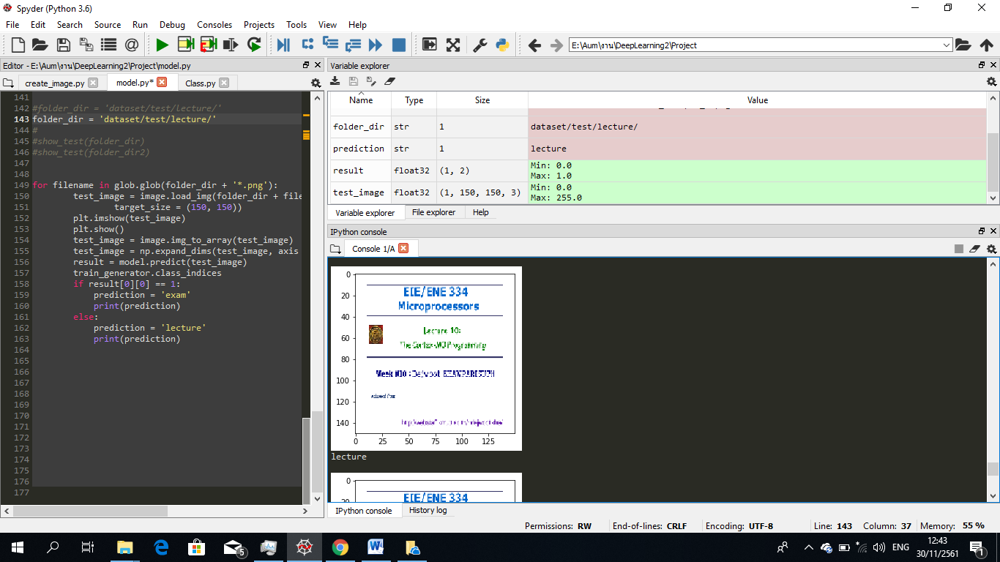 Spyder (Python 3.6)
File Edit Search Source Run Debug Consoles Projects Tools View Help
E:\Aum\งาน\DeepLearning2\Project
Editor - E:\Aum\งาน\DeepLearning2\Project\model.py
create_image.py model.py* Class.py
141
142 #folder_dir = 'dataset/test/lecture/'
143 folder_dir = 'dataset/test/lecture/'
144 #
145 #show_test(folder_dir)
146 #show_test(folder_dir2)
147
148
149 for filename in glob.glob(folder_dir + '*.png'):
150 test_image = image.load_img(folder_dir + file
151 target_size = (150, 150))
152 plt.imshow(test_image)
153 plt.show()
154 test_image = image.img_to_array(test_image)
155 test_image = np.expand_dims(test_image, axis
156 result = model.predict(test_image)
157 train_generator.class_indices
158 if result[0][0] == 1:
159 prediction = 'exam'
160 print(prediction)
161 else:
162 prediction = 'lecture'
163 print(prediction)
164
165
166
167
168
169
170
171
172
173
174
175
176
177
Variable explorer
Name Type Size Value
folder_dir str 1 dataset/test/lecture/
prediction str 1 lecture
result float32 (1, 2) Min: 0.0
Max: 1.0
test_image float32 (1, 150, 150, 3) Min: 0.0
Max: 255.0
Variable explorer File explorer Help
IPython console
Console 1/A
0
20
40
60
80
100
120
140
0 25 50 75 100 125
EIE/ENE 334
Microprocessors
Lecture 10:
Week #10 :
lecture
0
20
EIE/ENE 334
IPython console History log
Permissions: RW End-of-lines: CRLF Encoding: UTF-8 Line: 143 Column: 37 Memory: 55 %
5
ENG
12:43
30/11/2561
1